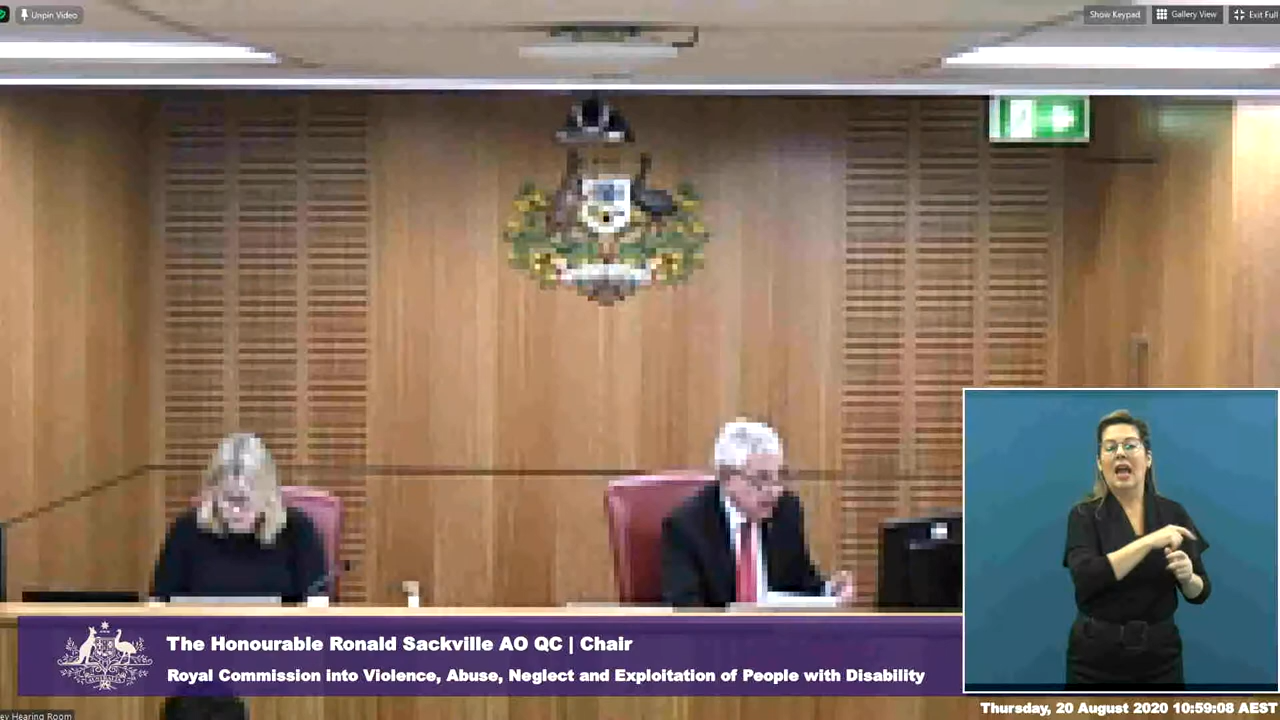 Unpin Video
Show Keypad
Gallery View
Exit Full
The Honourable Ronald Sackville AO QC | Chair
Royal Commission into Violence, Abuse, Neglect and Exploitation of People with Disability
ey Hearing Room
Thursday, 20 August 2020 10:59:08 AEST